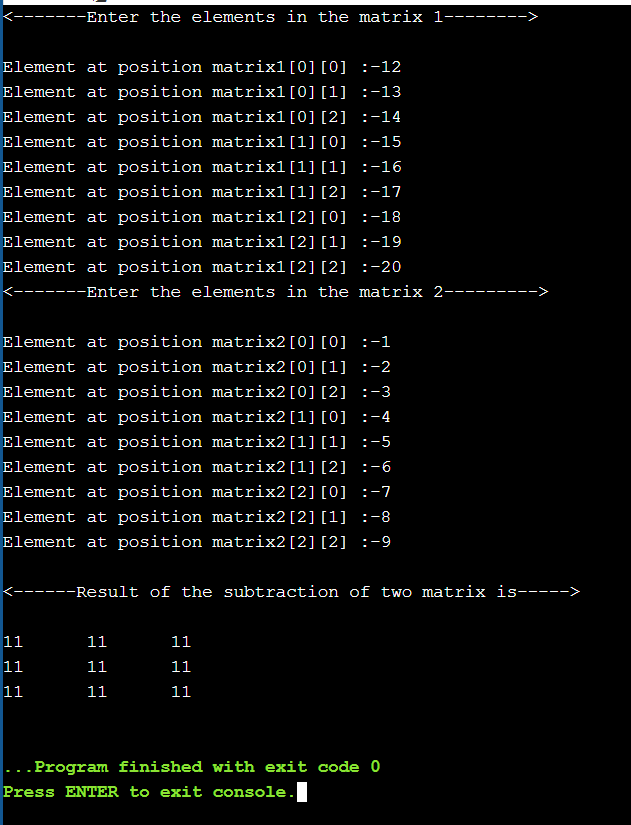 <-------Enter the elements in the matrix 1-------->
Element at position matrix1[0][0] :-12
Element at position matrix1[0][1] :-13
Element at position matrix1[0][2] :-14
Element at position matrix1[1][0] :-15
Element at position matrix1[1][1] :-16
Element at position matrix1[1][2] :-17
Element at position matrix1[2][0] :-18
Element at position matrix1[2][1] :-19
Element at position matrix1[2][2] :-20
<-------Enter the elements in the matrix 2--------->
Element at position matrix2[0][0] :-1
Element at position matrix2[0][1] :-2
Element at position matrix2[0][2] :-3
Element at position matrix2[1][0] :-4
Element at position matrix2[1][1] :-5
Element at position matrix2[1][2] :-6
Element at position matrix2[2][0] :-7
Element at position matrix2[2][1] :-8
Element at position matrix2[2][2] :-9
<------Result of the subtraction of two matrix is----->
11      11      11
11      11      11
11      11      11
...Program finished with exit code 0
Press ENTER to exit console.